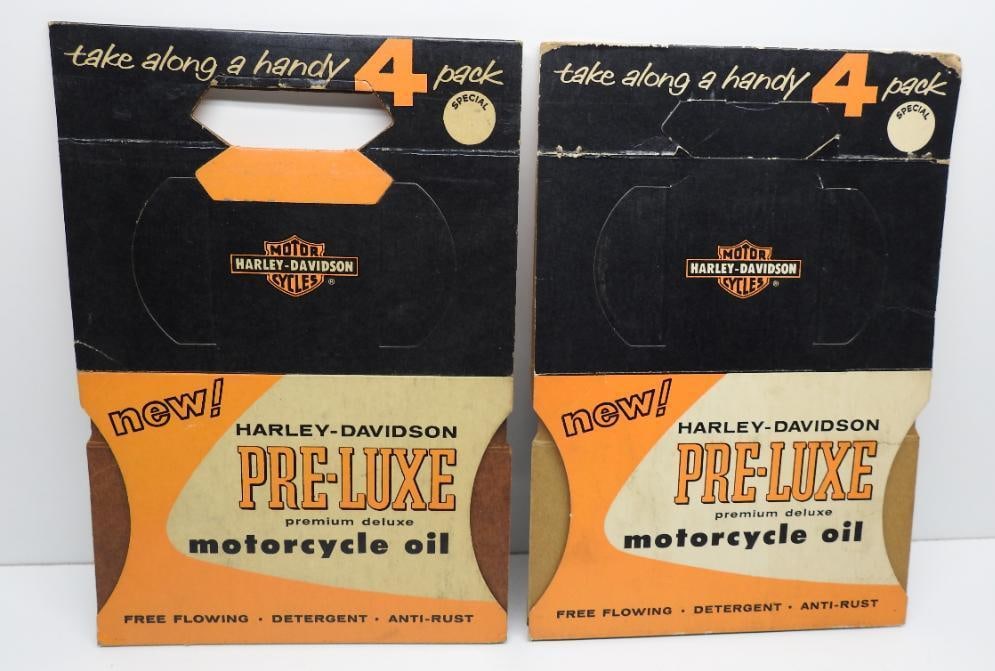 take along a handy 4 pack
SPECIAL
MOTOR
HARLEY-DAVIDSON
CYCLES ®
new!
HARLEY-DAVIDSON
PRE-LUXE
premium deluxe
motorcycle oil
FREE FLOWING · DETERGENT · ANTI-RUST
take along a handy 4 pack
SPECIAL
MOTOR
HARLEY-DAVIDSON
CYCLES ®
new!
HARLEY-DAVIDSON
PRE-LUXE
premium deluxe
motorcycle oil
FREE FLOWING · DETERGENT · ANTI-RUST